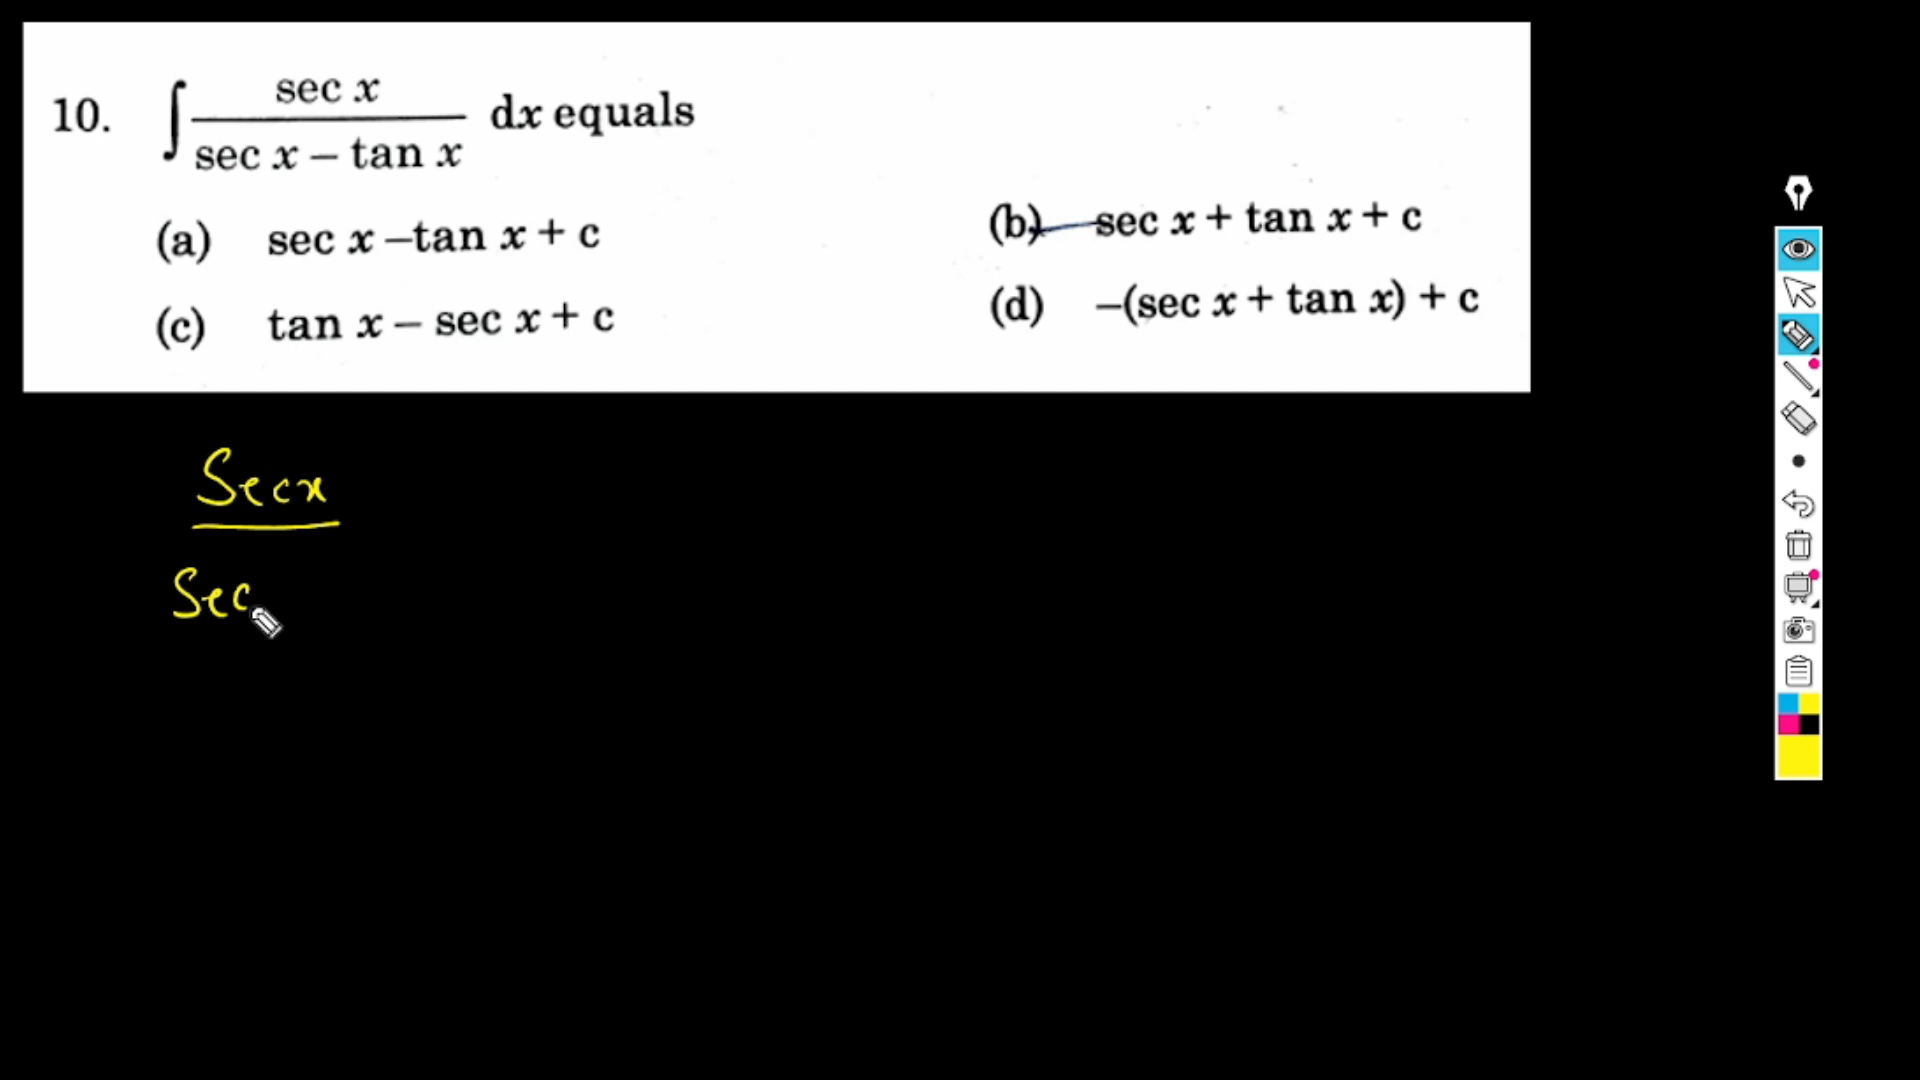 10. ∫ sec x / (sec x – tan x) dx equals
(a) sec x –tan x + c
(b) sec x + tan x + c
(c) tan x – sec x + c
(d) –(sec x + tan x) + c
Secx
Sec